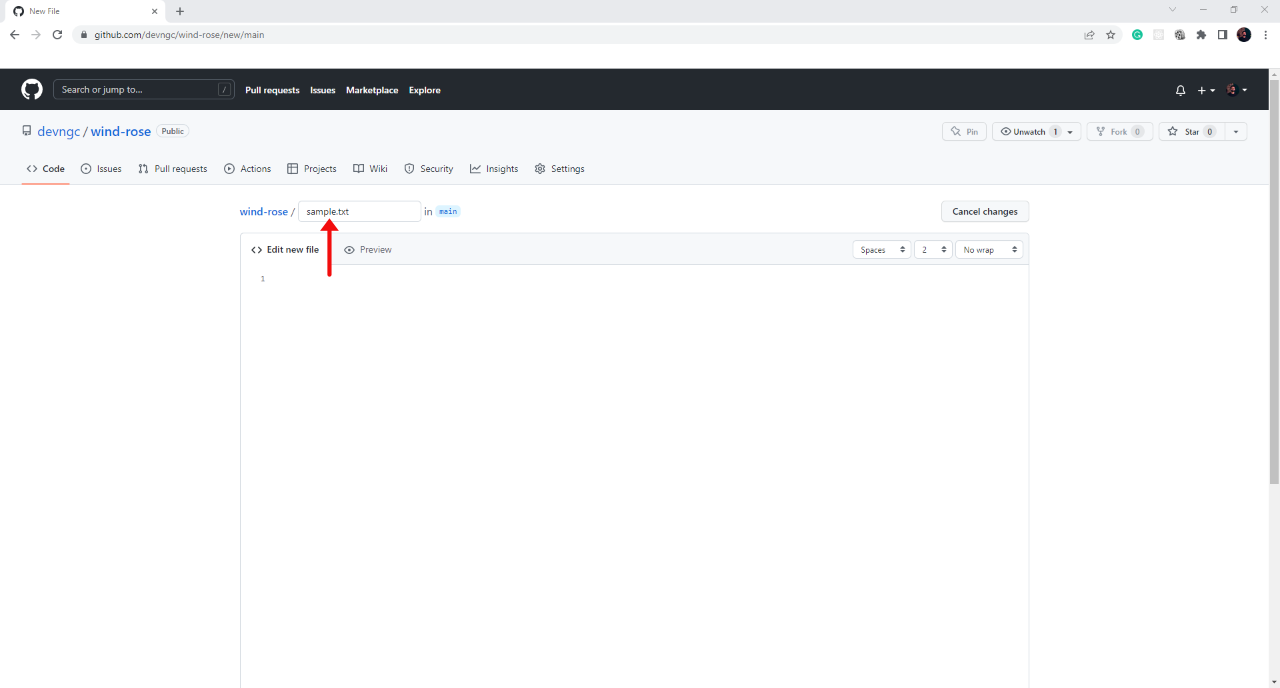 New File
github.com/devngc/wind-rose/new/main
Search or jump to... /
Pull requests Issues Marketplace Explore
devngc / wind-rose Public
Pin Unwatch 1 Fork 0 Star 0
Code Issues Pull requests Actions Projects Wiki Security Insights Settings
wind-rose / sample.txt in main Cancel changes
Edit new file Preview Spaces 2 No wrap
1